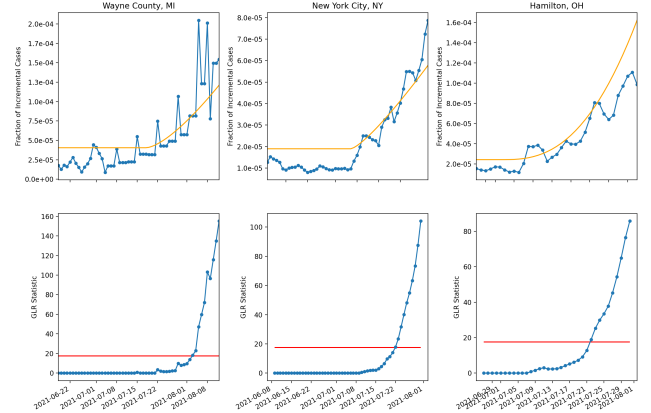 Wayne County, MI
New York City, NY
Hamilton, OH
Fraction of Incremental Cases
2.0e-04
1.8e-04
1.5e-04
1.3e-04
1.0e-04
7.5e-05
5.0e-05
2.5e-05
0.0e+00
Fraction of Incremental Cases
8.0e-05
7.0e-05
6.0e-05
5.0e-05
4.0e-05
3.0e-05
2.0e-05
1.0e-05
0.0e+00
Fraction of Incremental Cases
1.6e-04
1.4e-04
1.2e-04
1.0e-04
8.0e-05
6.0e-05
4.0e-05
2.0e-05
GLR Statistic
160
140
120
100
80
60
40
20
0
2021-06-22
2021-07-01
2021-07-08
2021-07-15
2021-07-22
2021-08-01
2021-08-08
GLR Statistic
100
80
60
40
20
0
2021-06-08
2021-06-15
2021-06-22
2021-07-01
2021-07-08
2021-07-15
2021-07-22
2021-08-01
GLR Statistic
80
60
40
20
0
2021-07-01
2021-07-05
2021-07-09
2021-07-13
2021-07-17
2021-07-21
2021-07-25
2021-07-29
2021-08-01